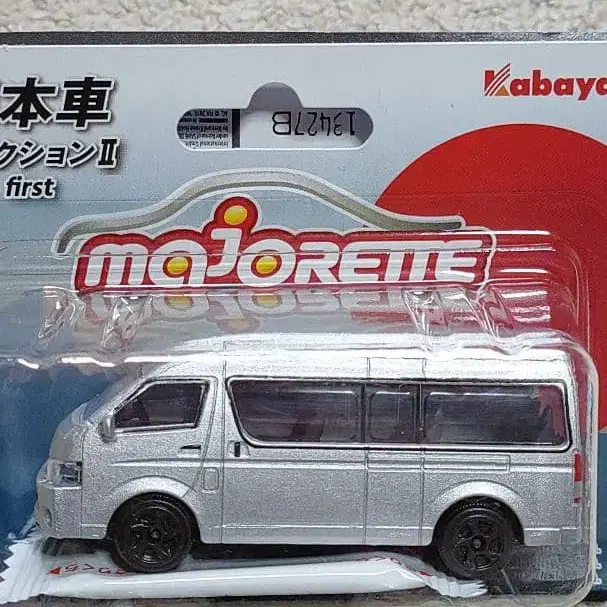 本車
クションⅡ
first
Kabaya
13427B
majorette